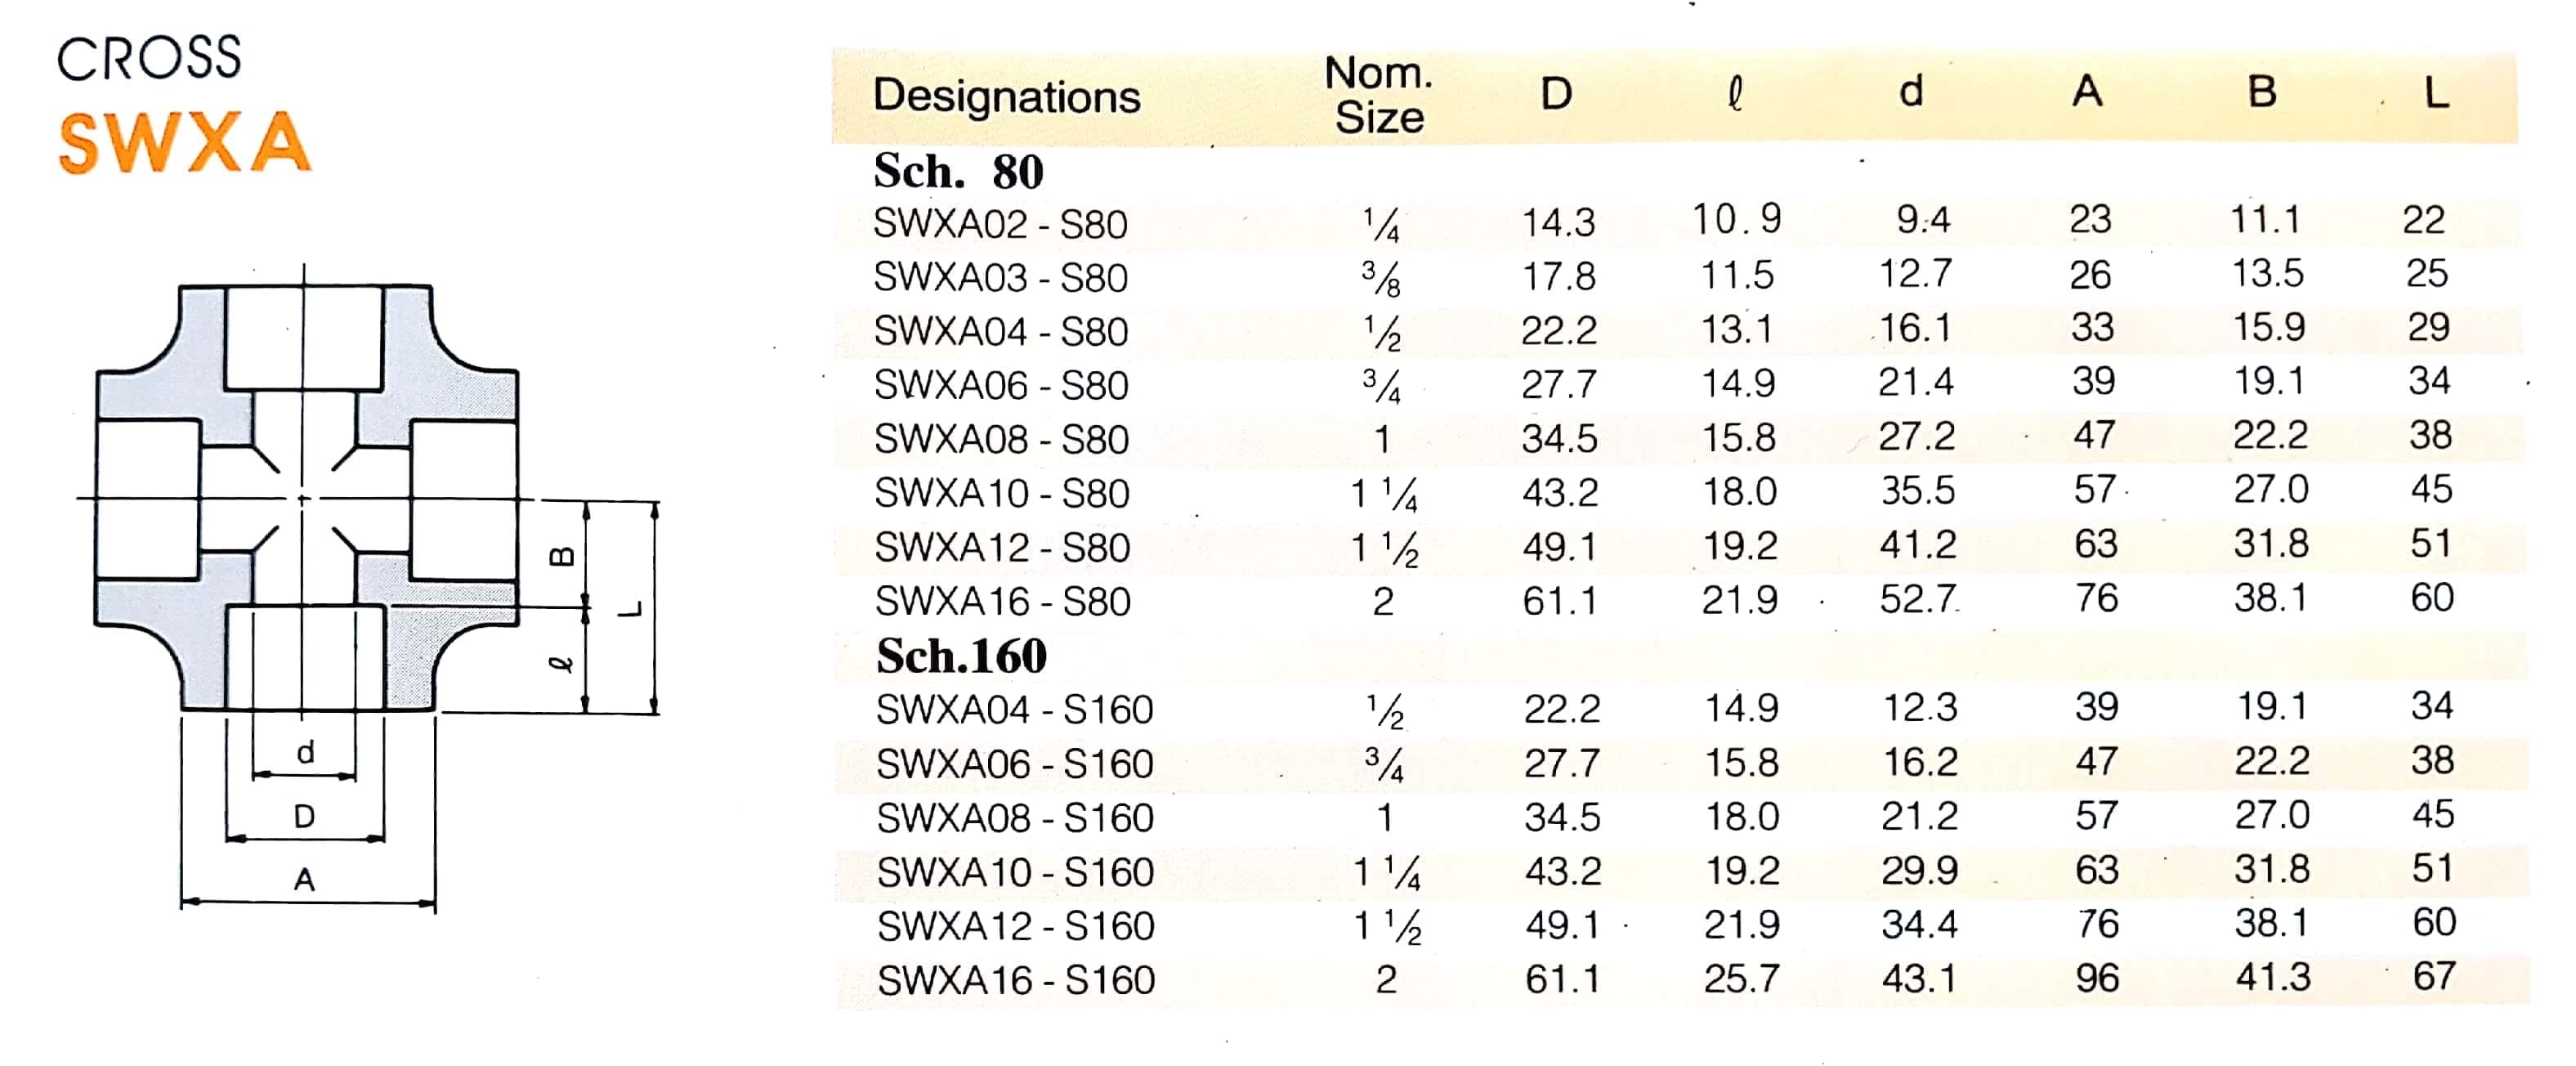 CROSS
SWXA
B
L
ℓ
d
D
A
Designations Nom. Size D ℓ d A B L
Sch. 80
SWXA02 - S80 ¼ 14.3 10.9 9.4 23 11.1 22
SWXA03 - S80 ⅜ 17.8 11.5 12.7 26 13.5 25
SWXA04 - S80 ½ 22.2 13.1 16.1 33 15.9 29
SWXA06 - S80 ¾ 27.7 14.9 21.4 39 19.1 34
SWXA08 - S80 1 34.5 15.8 27.2 47 22.2 38
SWXA10 - S80 1 ¼ 43.2 18.0 35.5 57 27.0 45
SWXA12 - S80 1 ½ 49.1 19.2 41.2 63 31.8 51
SWXA16 - S80 2 61.1 21.9 52.7 76 38.1 60
Sch.160
SWXA04 - S160 ½ 22.2 14.9 12.3 39 19.1 34
SWXA06 - S160 ¾ 27.7 15.8 16.2 47 22.2 38
SWXA08 - S160 1 34.5 18.0 21.2 57 27.0 45
SWXA10 - S160 1 ¼ 43.2 19.2 29.9 63 31.8 51
SWXA12 - S160 1 ½ 49.1 21.9 34.4 76 38.1 60
SWXA16 - S160 2 61.1 25.7 43.1 96 41.3 67